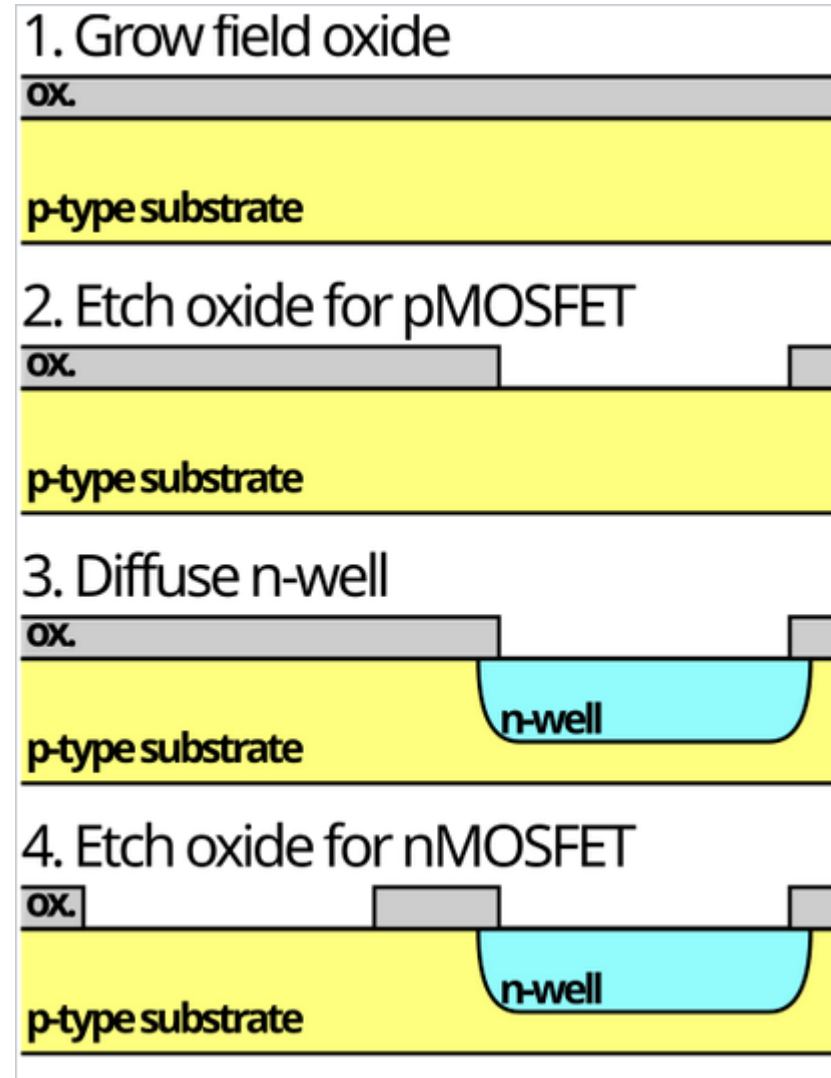 1. Grow field oxide
ox.
p-type substrate
2. Etch oxide for pMOSFET
ox.
p-type substrate
3. Diffuse n-well
ox.
n-well
p-type substrate
4. Etch oxide for nMOSFET
ox.
n-well
p-type substrate